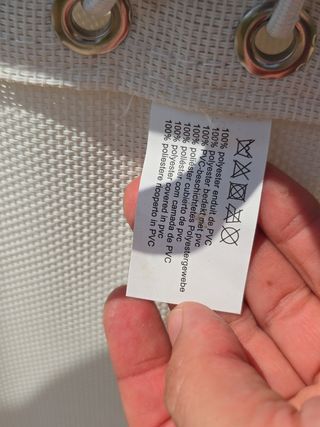 100% polyester enduit de PVC
100% polyester bedekt met pvc
100% PVC-beschichtetes Polyestergewebe
100% poliéster cubierto de pvc
100% polyester com camada de PVC
100% polyester covered in pvc
100% poliestere ricoperto in PVC